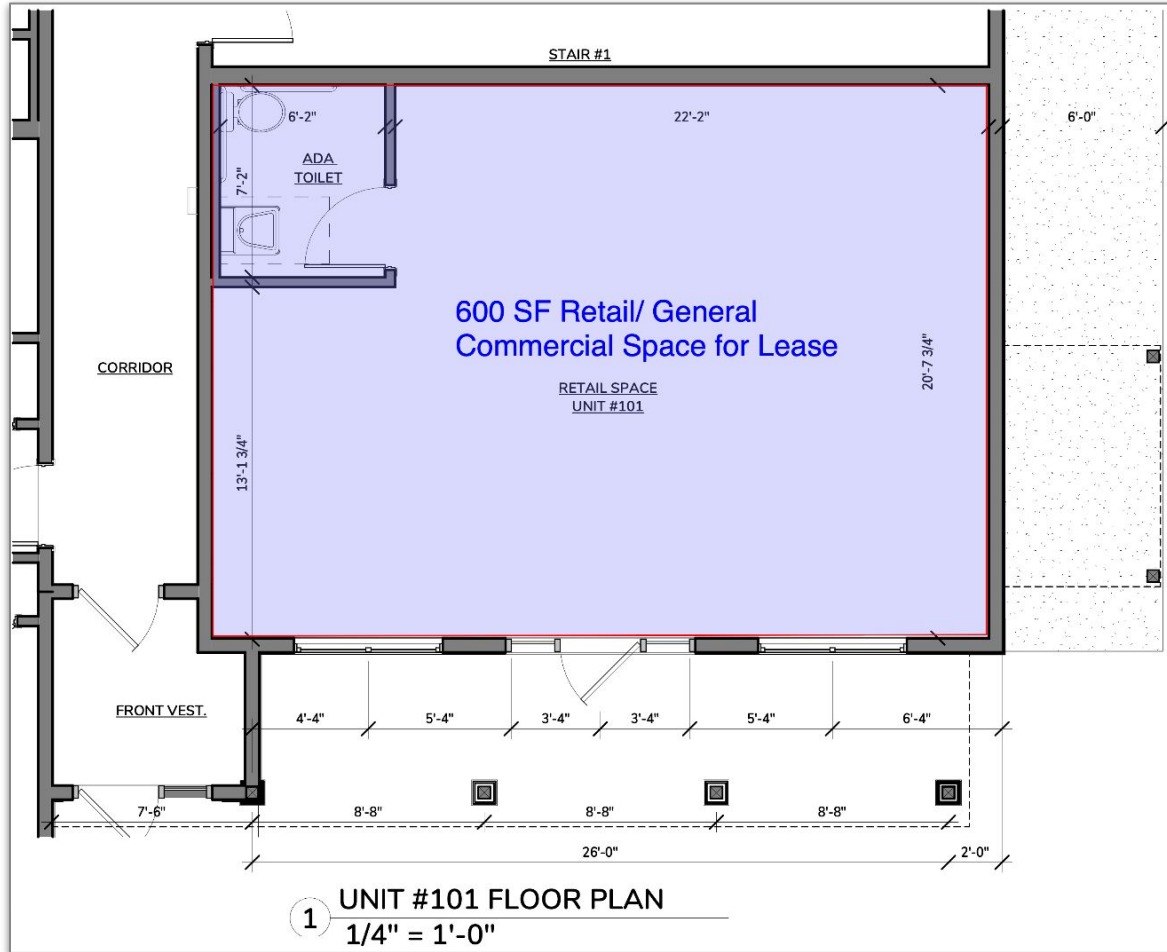 STAIR #1
6'-2"
22'-2"
6'-0"
ADA
TOILET
7'-2"
600 SF Retail/ General
Commercial Space for Lease
RETAIL SPACE
UNIT #101
20'-7 3/4"
CORRIDOR
13'-1 3/4"
FRONT VEST.
4'-4"
5'-4"
3'-4"
3'-4"
5'-4"
6'-4"
7'-6"
8'-8"
8'-8"
8'-8"
26'-0"
2'-0"
1
UNIT #101 FLOOR PLAN
1/4" = 1'-0"